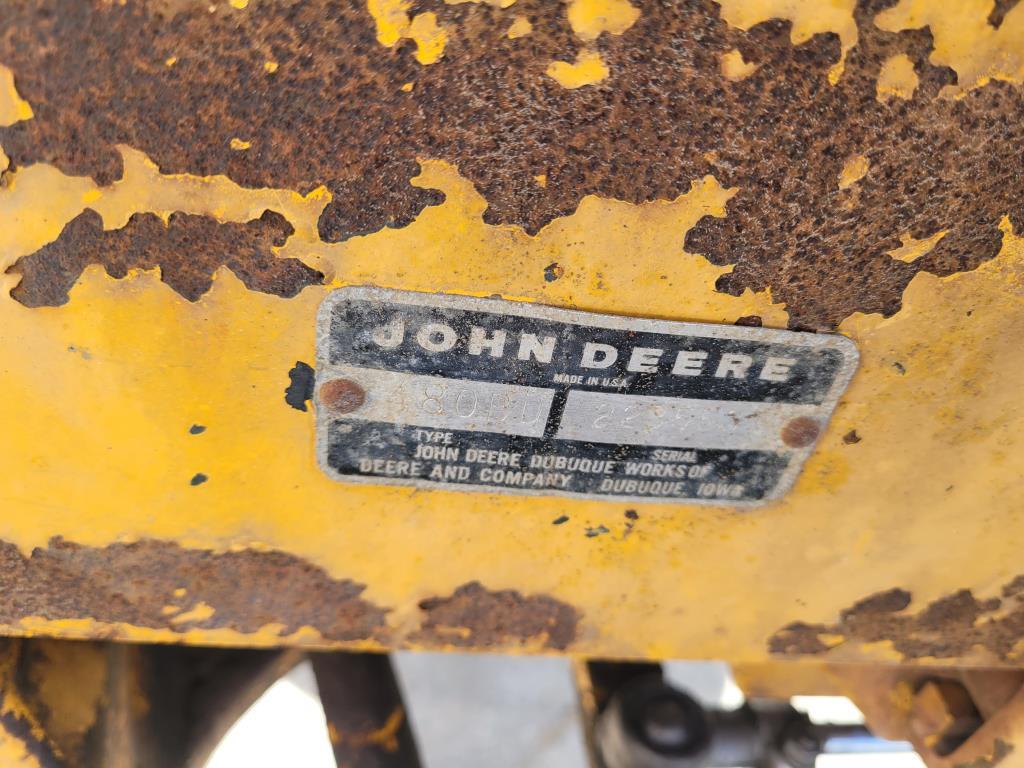 JOHN DEERE
MADE IN U.S.A.
TYPE SERIAL
JOHN DEERE DUBUQUE WORKS OF
DEERE AND COMPANY DUBUQUE, IOWA